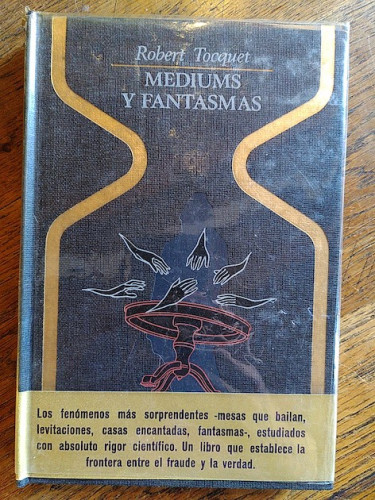 Robert Tocquet
MEDIUMS
Y FANTASMAS
Los fenómenos más sorprendentes -mesas que bailan,
levitaciones, casas encantadas, fantasmas-, estudiados
con absoluto rigor científico. Un libro que establece la
frontera entre el fraude y la verdad.